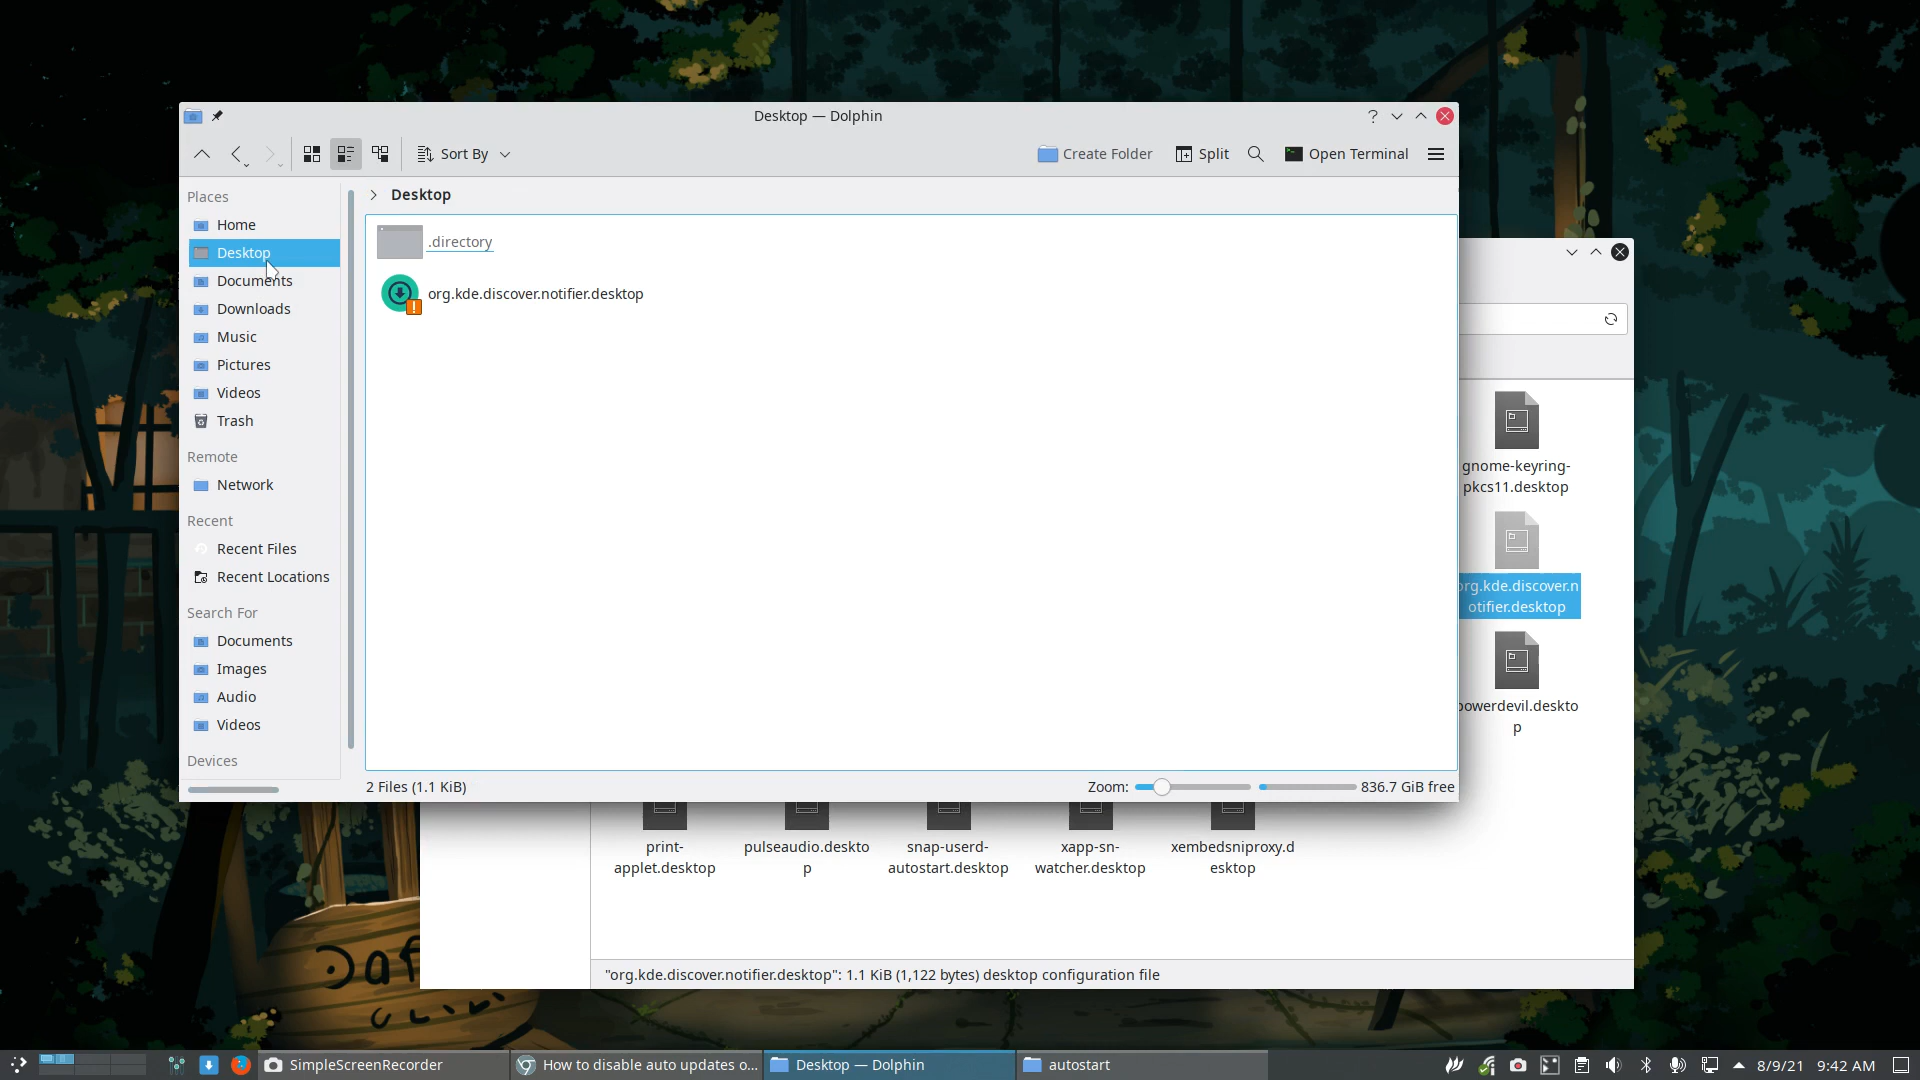 Desktop — Dolphin
Sort By
Create Folder
Split
Open Terminal
Places
Home
Desktop
Documents
Downloads
Music
Pictures
Videos
Trash
Remote
Network
Recent
Recent Files
Recent Locations
Search For
Documents
Images
Audio
Videos
Devices
Desktop
.directory
org.kde.discover.notifier.desktop
2 Files (1.1 KiB)
Zoom:
836.7 GiB free
gnome-keyring-
pkcs11.desktop
org.kde.discover.n
otifier.desktop
powerdevil.deskto
p
print-
applet.desktop
pulseaudio.deskto
p
snap-userd-
autostart.desktop
xapp-sn-
watcher.desktop
xembedsniproxy.d
esktop
"org.kde.discover.notifier.desktop": 1.1 KiB (1,122 bytes) desktop configuration file
SimpleScreenRecorder
How to disable auto updates o...
Desktop — Dolphin
autostart
8/9/21
9:42 AM